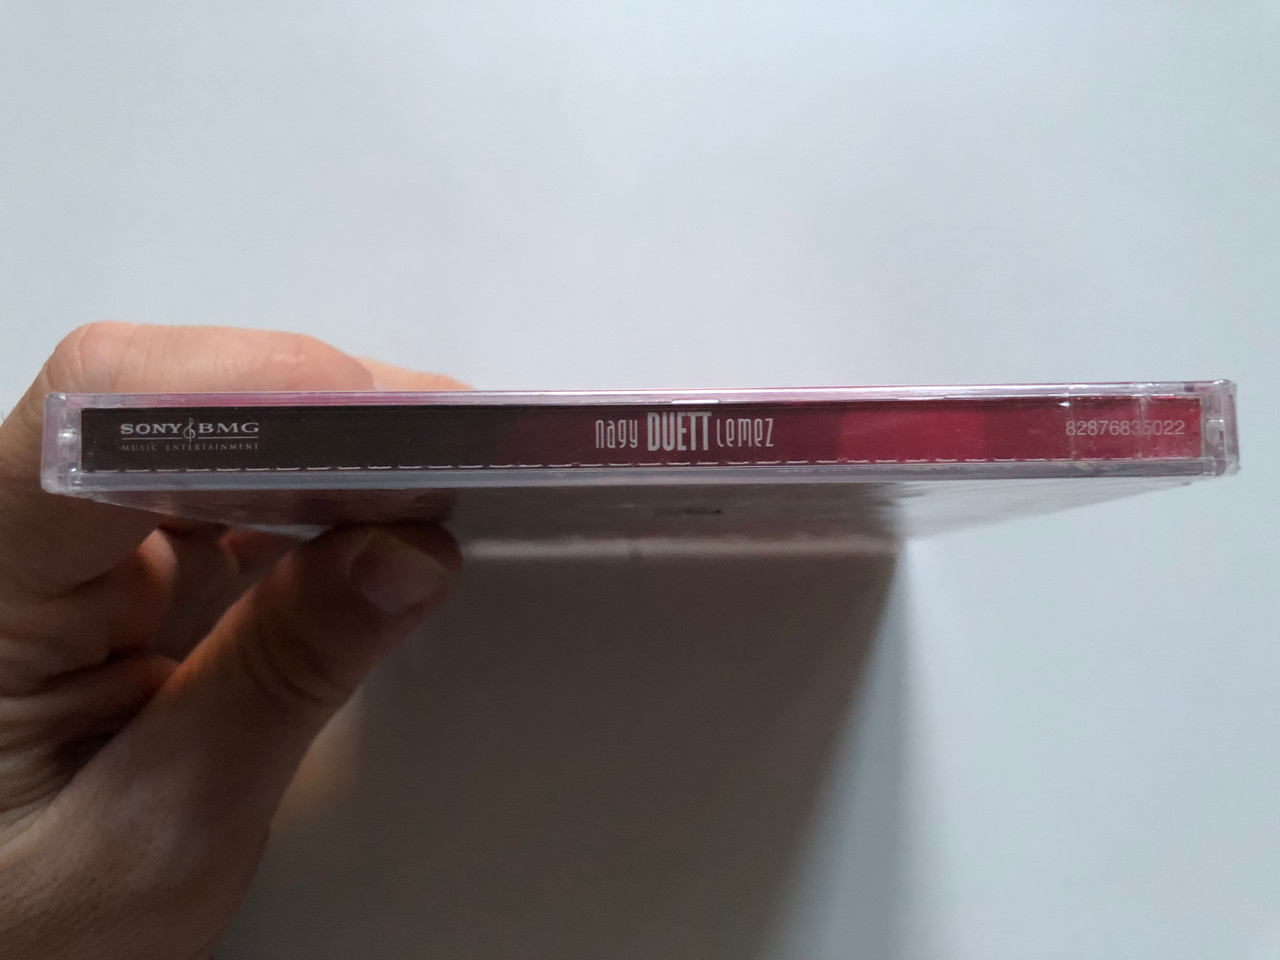 SONY BMG
MUSIC ENTERTAINMENT
nagy DUETT lemez
82876835022